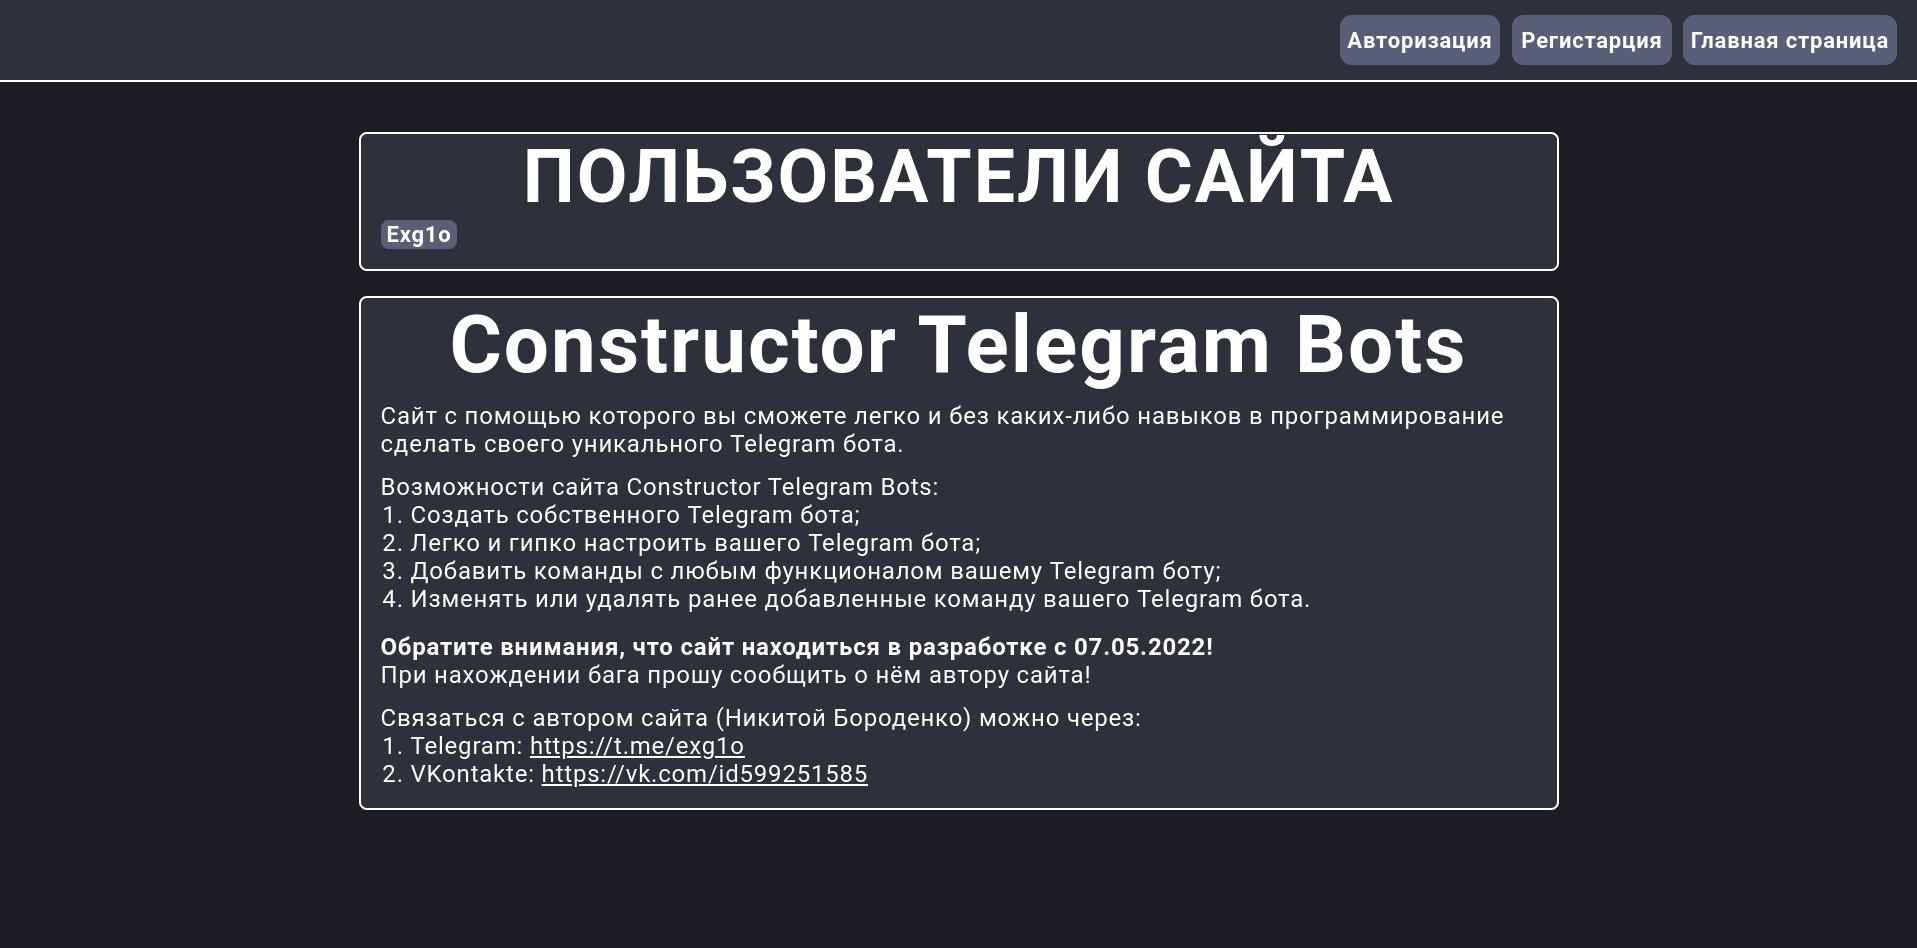 Авторизация Регистарция Главная страница
ПОЛЬЗОВАТЕЛИ САЙТА
Exg1o
Constructor Telegram Bots
Сайт с помощью которого вы сможете легко и без каких-либо навыков в программирование
сделать своего уникального Telegram бота.
Возможности сайта Constructor Telegram Bots:
1. Создать собственного Telegram бота;
2. Легко и гипко настроить вашего Telegram бота;
3. Добавить команды с любым функционалом вашему Telegram боту;
4. Изменять или удалять ранее добавленные команду вашего Telegram бота.
Обратите внимания, что сайт находиться в разработке с 07.05.2022!
При нахождении бага прошу сообщить о нём автору сайта!
Связаться с автором сайта (Никитой Бороденко) можно через:
1. Telegram: https://t.me/exg1o
2. VKontakte: https://vk.com/id599251585